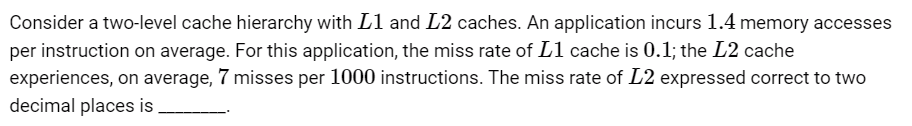 Consider a two-level cache hierarchy with L1 and L2 caches. An application incurs 1.4 memory accesses
per instruction on average. For this application, the miss rate of L1 cache is 0.1; the L2 cache
experiences, on average, 7 misses per 1000 instructions. The miss rate of L2 expressed correct to two
decimal places is ________.